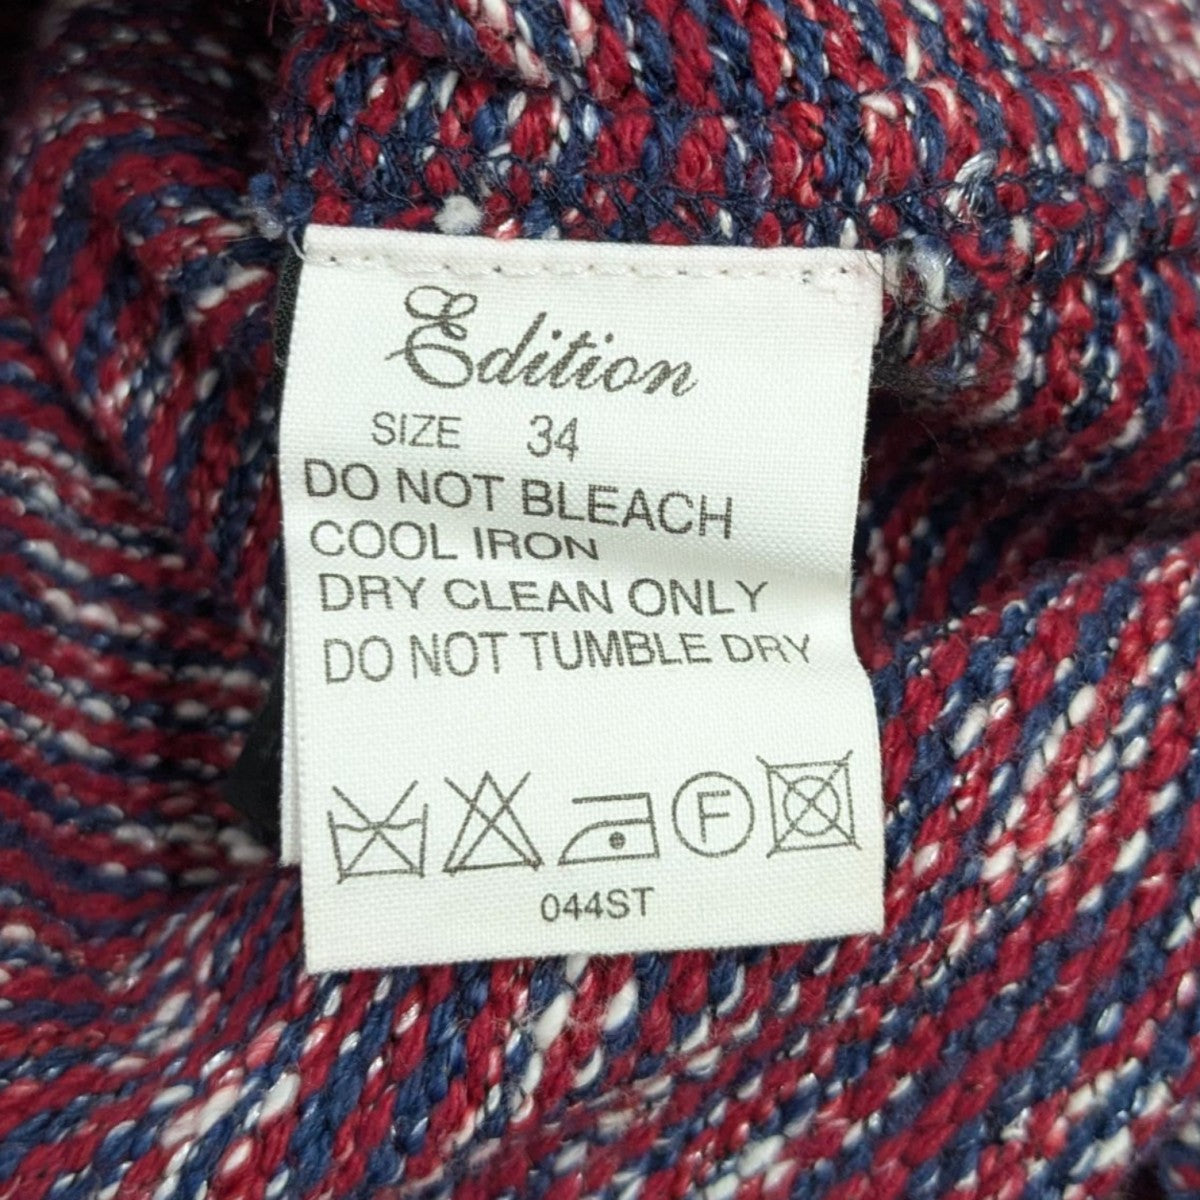 Edition
SIZE 34
DO NOT BLEACH
COOL IRON
DRY CLEAN ONLY
DO NOT TUMBLE DRY
F
044ST